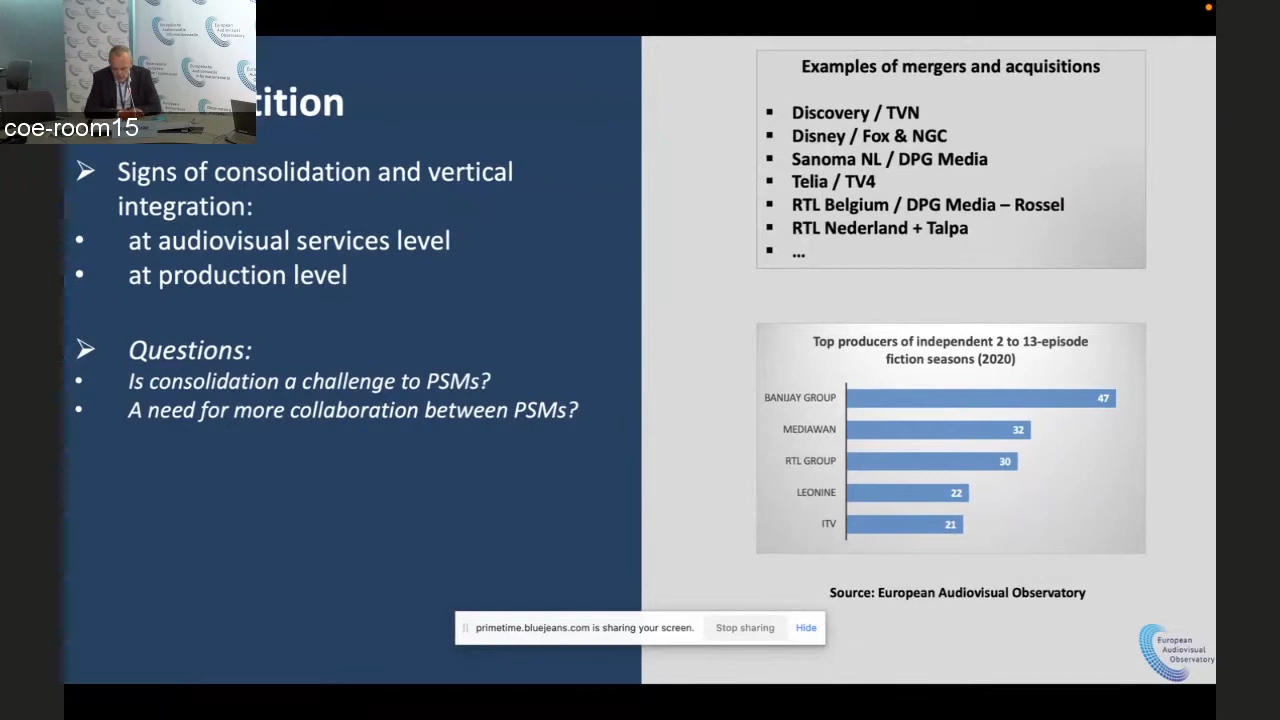 coe-room15
tition
Signs of consolidation and vertical
integration:
at audiovisual services level
at production level
Questions:
Is consolidation a challenge to PSMs?
A need for more collaboration between PSMs?
Examples of mergers and acquisitions
Discovery / TVN
Disney / Fox & NGC
Sanoma NL / DPG Media
Telia / TV4
RTL Belgium / DPG Media – Rossel
RTL Nederland + Talpa
...
Top producers of independent 2 to 13-episode
fiction seasons (2020)
BANIJAY GROUP 47
MEDIAWAN 32
RTL GROUP 30
LEONINE 22
ITV 21
Source: European Audiovisual Observatory
primetime.bluejeans.com is sharing your screen. Stop sharing Hide
European
Audiovisual
Observatory